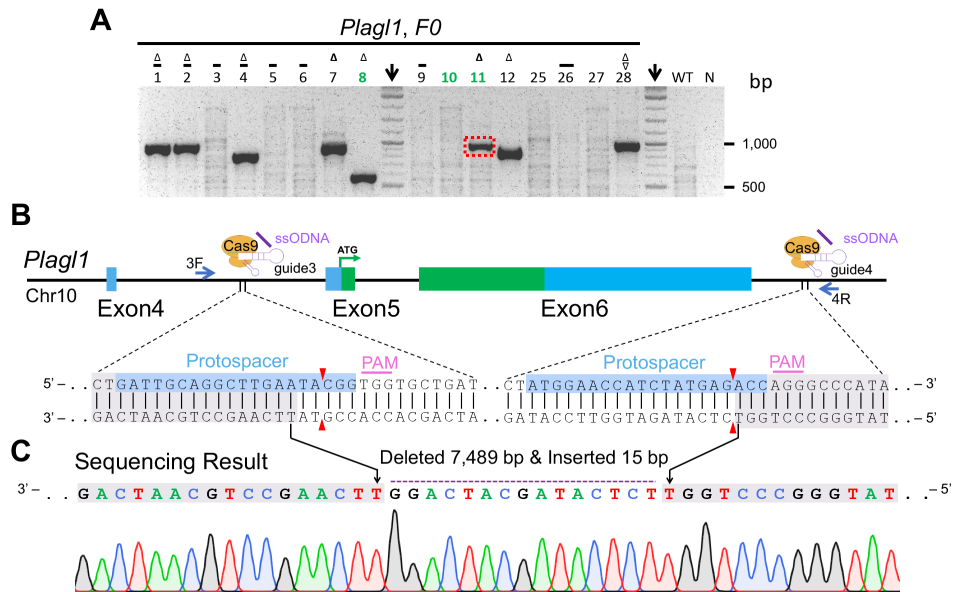 A
Plagl1, F0
Δ Δ Δ Δ Δ Δ Δ Δ
1 2 3 4 5 6 7 8 9 10 11 12 25 26 27 28 WT N
∇
bp
1,000
500
B
Plagl1
Chr10
3F
Cas9
ssODNA
guide3
ATG
Cas9
ssODNA
guide4
4R
Exon4
Exon5
Exon6
Protospacer
PAM
Protospacer
PAM
5′ – . . CTGATTGCAGGCTTGAATACGGTGGTGCTGAT . . CTATGGAACCATCTATGAGACCAGGGCCCATA . . – 3′
3′ – . . GACTAACGTCCGAACTTATGCCACCACGACTA . . GATACCTTGGTAGATACTCTGGTCCCGGGTAT . . – 5′
C
Sequencing Result
Deleted 7,489 bp & Inserted 15 bp
3′ – . . GACTAACGTCCGAACTTGGACTACGATACTCTTGGTCCCGGGTAT . . – 5′